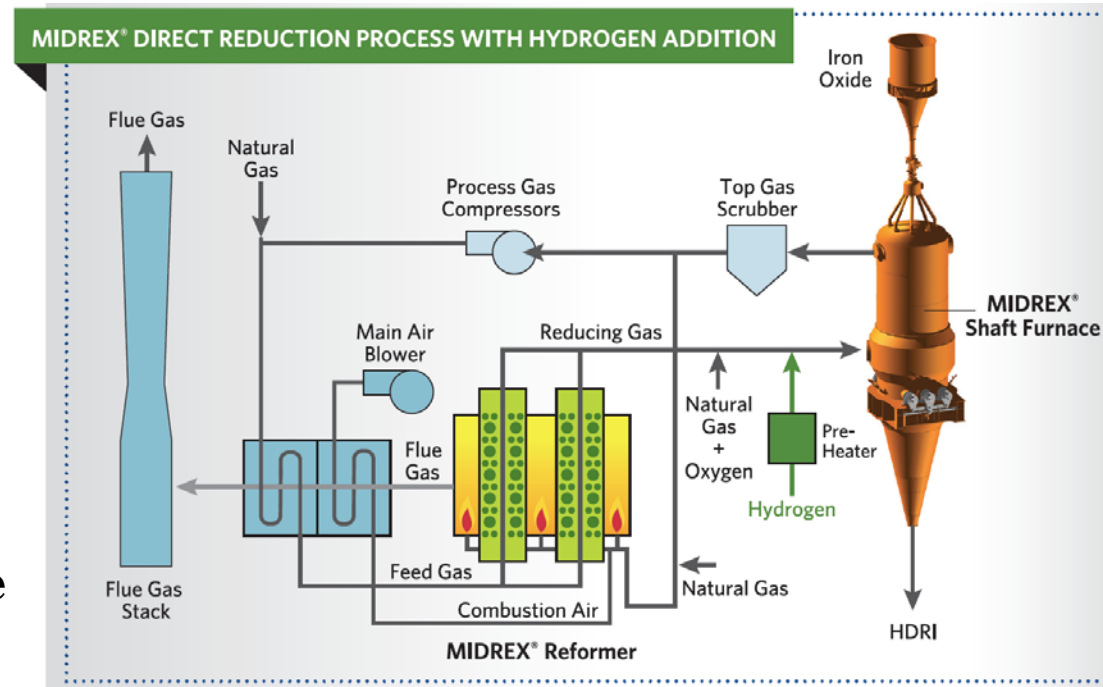 MIDREX® DIRECT REDUCTION PROCESS WITH HYDROGEN ADDITION
Iron
Oxide
Flue Gas
Natural
Gas
Process Gas
Compressors
Top Gas
Scrubber
MIDREX®
Shaft Furnace
Main Air
Blower
Reducing Gas
Natural
Gas
+
Oxygen
Pre-
Heater
Flue
Gas
Hydrogen
Feed Gas
Natural Gas
Flue Gas
Stack
Combustion Air
HDRI
MIDREX® Reformer
e